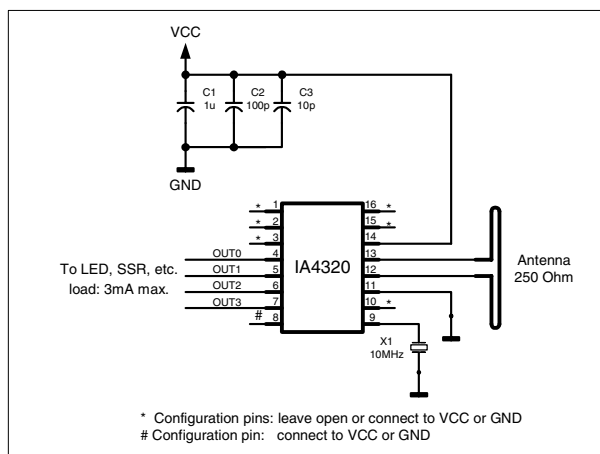 VCC
C1
1u
C2
100p
C3
10p
GND
* 1
* 2
* 3
OUT0 4
OUT1 5
OUT2 6
OUT3 7
# 8
To LED, SSR, etc.
load: 3mA max.
IA4320
16 *
15 *
14
13
12
11
10 *
9
Antenna
250 Ohm
X1
10MHz
* Configuration pins: leave open or connect to VCC or GND
# Configuration pin: connect to VCC or GND